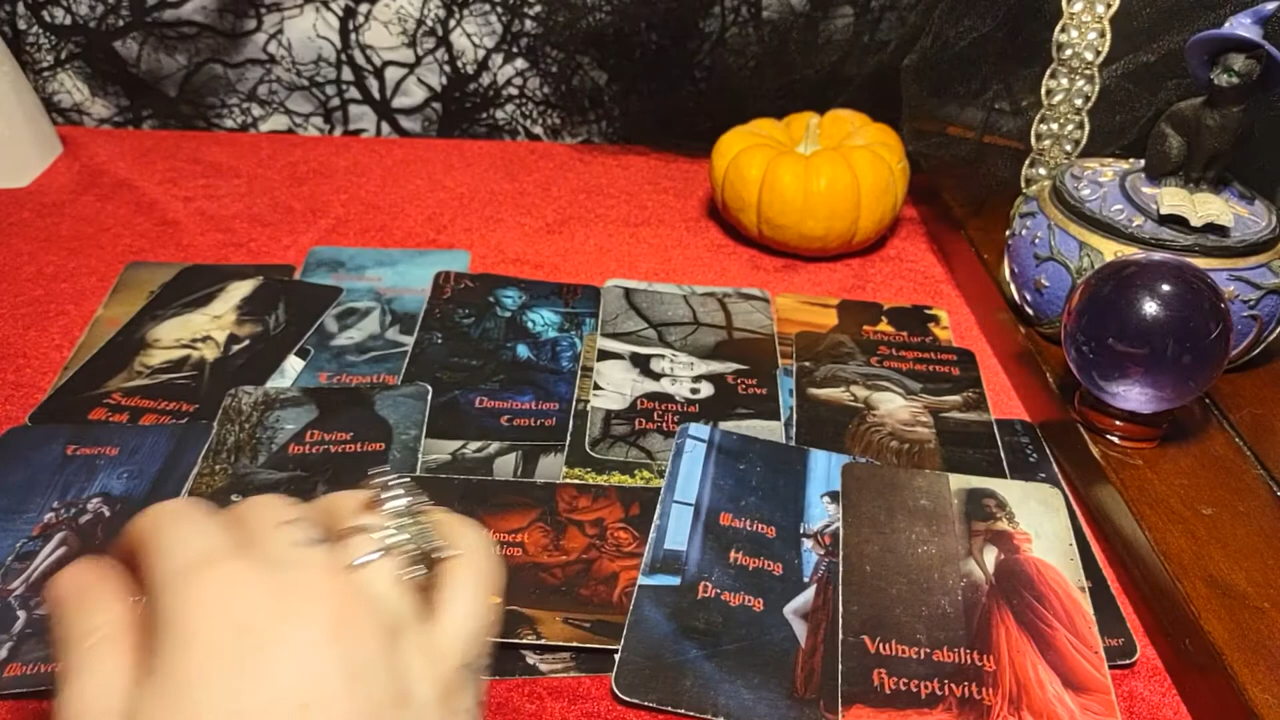 Submissive
Weak Willed
Telepathy
Domination
Control
True
Love
Potential
Life
Adventure
Stagnation
Complacency
Toxicity
Divine
Intervention
Honest
Waiting
Hoping
Praying
Vulnerability
Receptivity